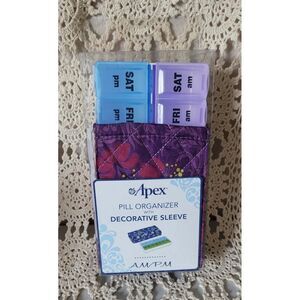 SAT
pm
SAT
am
FRI
pm
FRI
am
Apex
PILL ORGANIZER
WITH
DECORATIVE SLEEVE
AM/PM